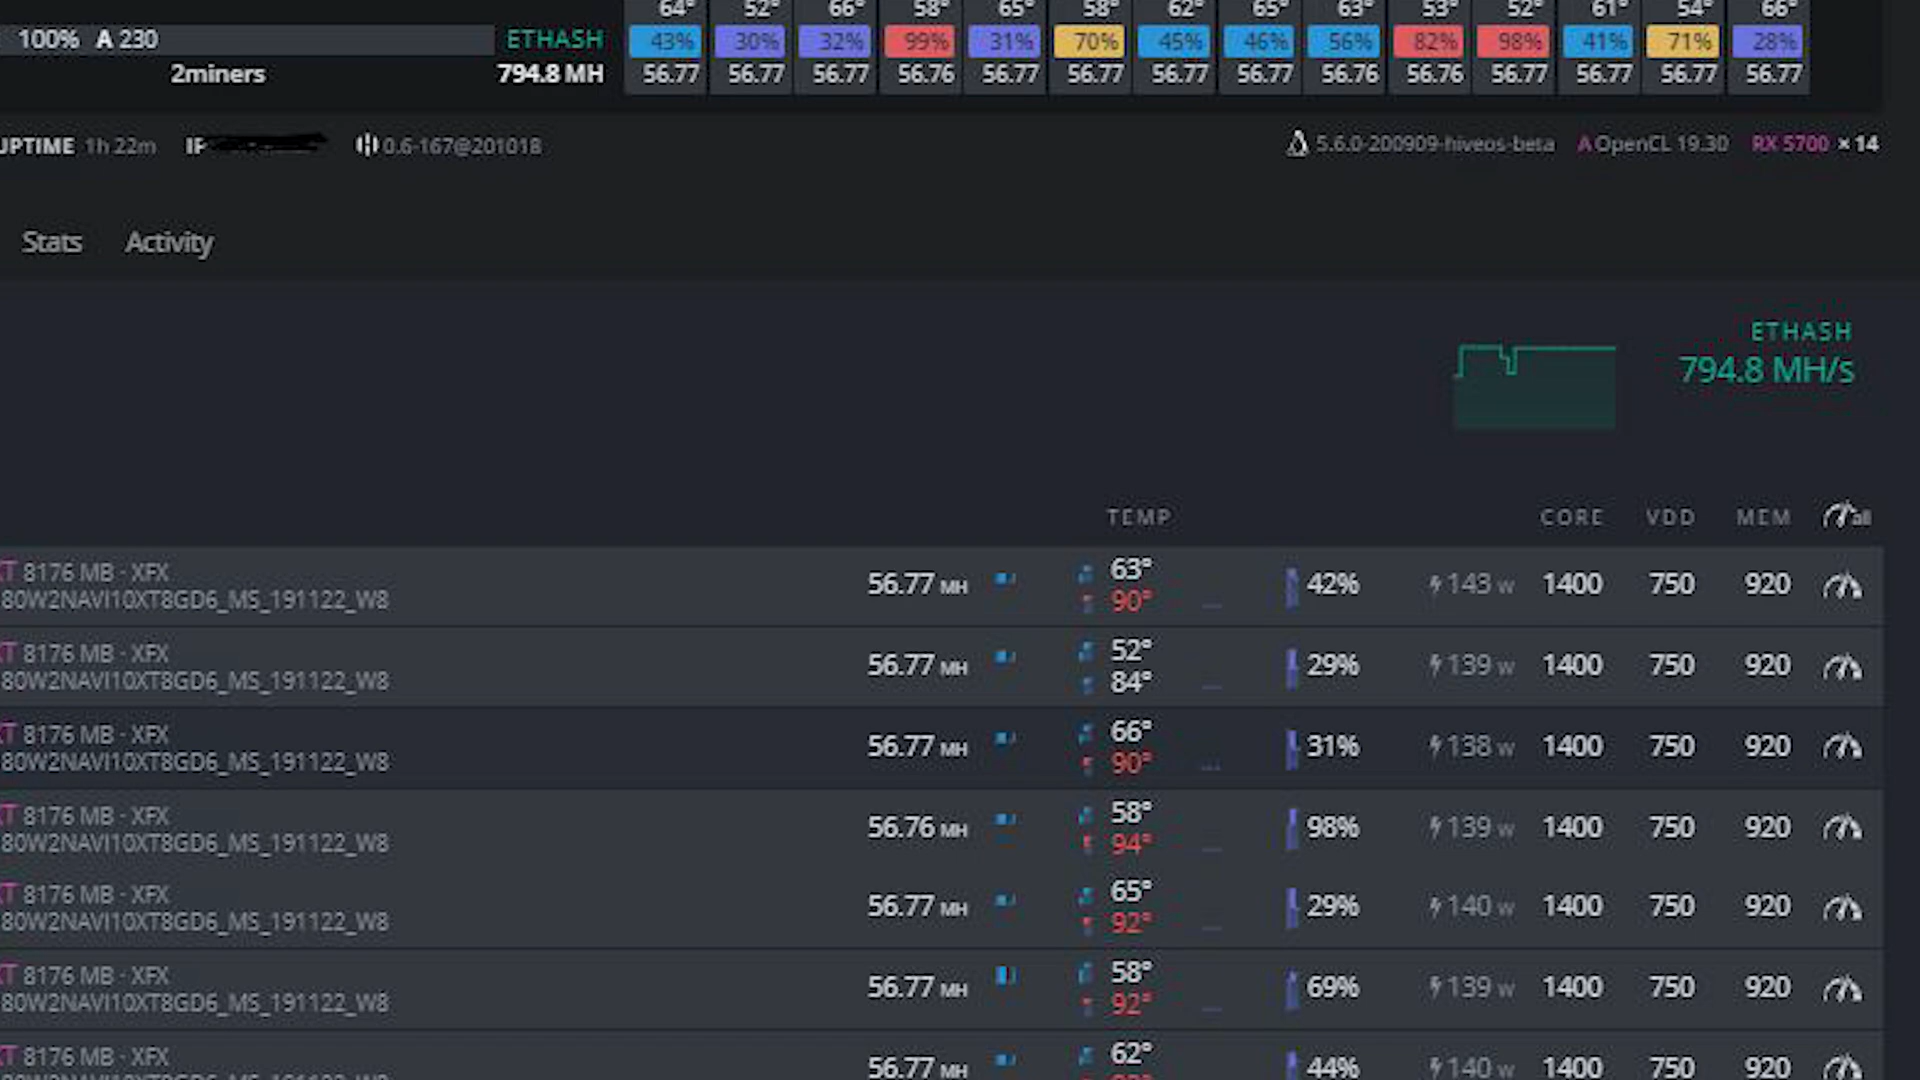 64° 52° 66° 58° 65° 58° 62° 65° 63° 53° 52° 61° 54° 66°
100% A 230 ETHASH 43% 30% 32% 99% 31% 70% 45% 46% 56% 82% 98% 41% 71% 28%
2miners 794.8 MH 56.77 56.77 56.77 56.76 56.77 56.77 56.77 56.77 56.76 56.76 56.77 56.77 56.77 56.77
UPTIME 1h 22m IP 0.6-167@201018 5.6.0-200909-hiveos-beta A OpenCL 19.30 RX 5700 × 14
Stats Activity
ETHASH
794.8 MH/s
TEMP CORE VDD MEM all
XT 8176 MB · XFX 56.77 MH 63° 42% 143 w 1400 750 920
80W2NAVI10XT8GD6_MS_191122_W8 90°
XT 8176 MB · XFX 56.77 MH 52° 29% 139 w 1400 750 920
80W2NAVI10XT8GD6_MS_191122_W8 84°
XT 8176 MB · XFX 56.77 MH 66° 31% 138 w 1400 750 920
80W2NAVI10XT8GD6_MS_191122_W8 90°
XT 8176 MB · XFX 56.76 MH 58° 98% 139 w 1400 750 920
80W2NAVI10XT8GD6_MS_191122_W8 94°
XT 8176 MB · XFX 56.77 MH 65° 29% 140 w 1400 750 920
80W2NAVI10XT8GD6_MS_191122_W8 92°
XT 8176 MB · XFX 56.77 MH 58° 69% 139 w 1400 750 920
80W2NAVI10XT8GD6_MS_191122_W8 92°
XT 8176 MB · XFX 56.77 MH 62° 44% 140 w 1400 750 920